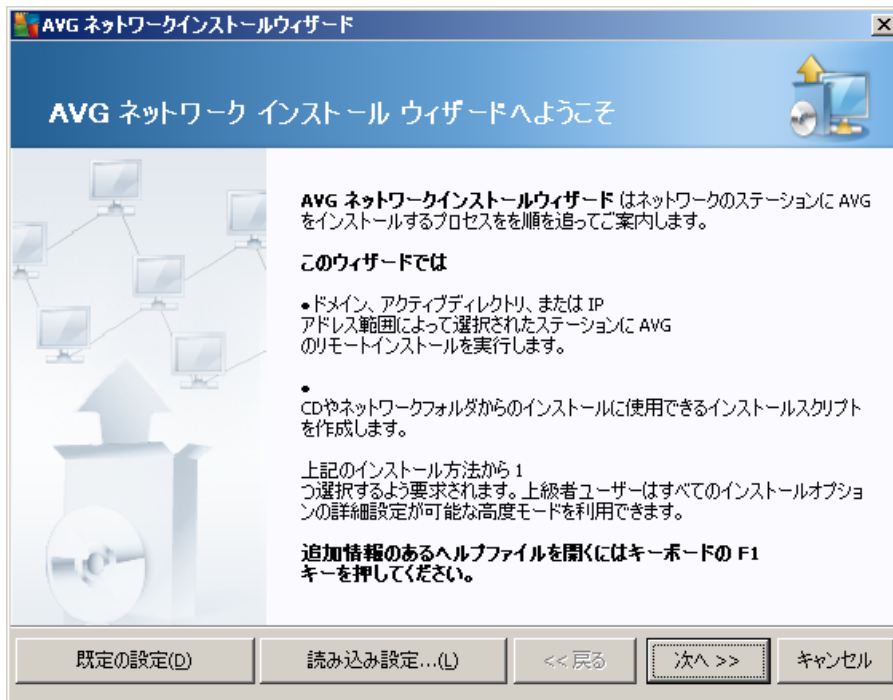 AVG ネットワークインストールウィザード
AVG ネットワーク インストール ウィザードへようこそ
AVG ネットワークインストールウィザード はネットワークのステーションに AVG
をインストールするプロセスをを順を追ってご案内します。
このウィザードでは
●ドメイン、アクティブディレクトリ、または IP
アドレス範囲によって選択されたステーションに AVG
のリモートインストールを実行します。
●
CDやネットワークフォルダからのインストールに使用できるインストールスクリプト
を作成します。
上記のインストール方法から 1
つ選択するよう要求されます。上級者ユーザーはすべてのインストールオプショ
ンの詳細設定が可能な高度モードを利用できます。
追加情報のあるヘルプファイルを開くにはキーボードの F1
キーを押してください。
既定の設定(D)
読み込み設定...(L)
<< 戻る
次へ >>
キャンセル